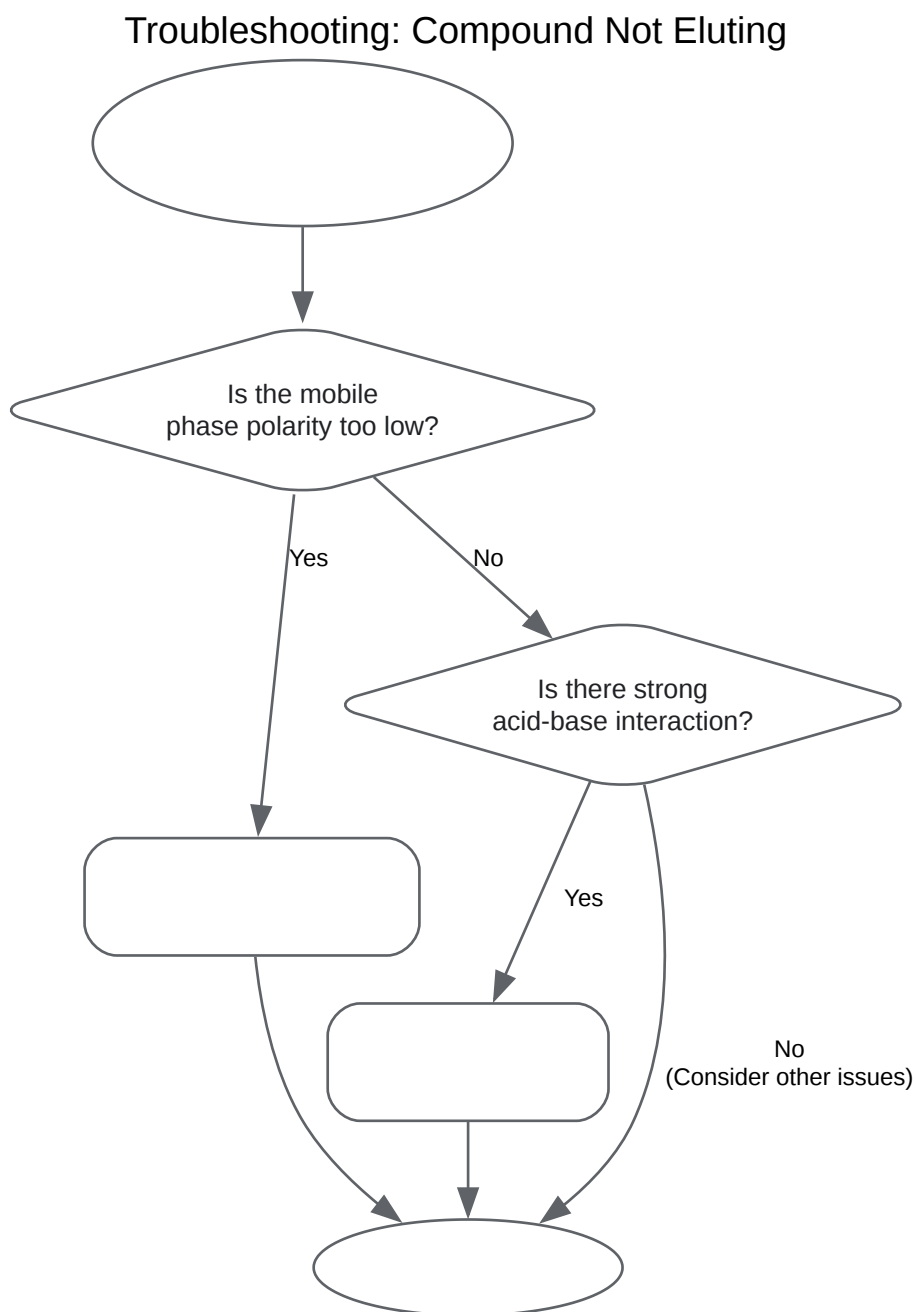 Troubleshooting: Compound Not Eluting
Is the mobile
phase polarity too low?
Yes
No
Is there strong
acid-base interaction?
Yes
No
(Consider other issues)